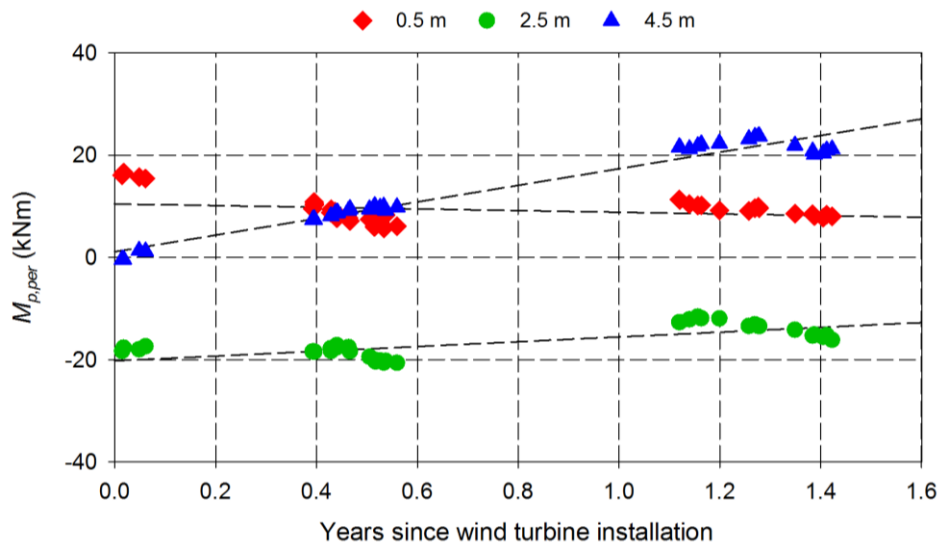 0.5 m 2.5 m 4.5 m
40
20
0
-20
-40
M_{p,per} (kNm)
0.0 0.2 0.4 0.6 0.8 1.0 1.2 1.4 1.6
Years since wind turbine installation